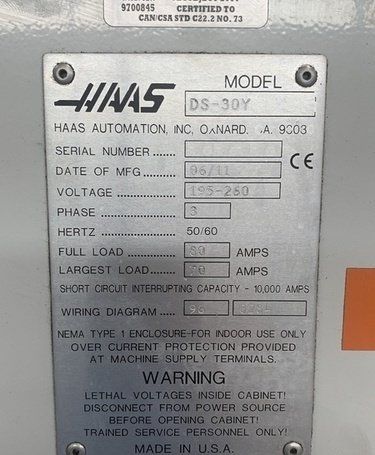 9700845 CERTIFIED TO
CAN/CSA STD C22.2 NO. 73
HAAS
MODEL
DS-30Y
HAAS AUTOMATION, INC. OXNARD, CA. 9303
SERIAL NUMBER
DATE OF MFG 06/11
CE
VOLTAGE 195-260
PHASE 3
HERTZ 50/60
FULL LOAD AMPS
LARGEST LOAD 70 AMPS
SHORT CIRCUIT INTERRUPTING CAPACITY - 10,000 AMPS
WIRING DIAGRAM 96
NEMA TYPE 1 ENCLOSURE-FOR INDOOR USE ONLY
OVER CURRENT PROTECTION PROVIDED
AT MACHINE SUPPLY TERMINALS.
WARNING
LETHAL VOLTAGES INSIDE CABINET!
DISCONNECT FROM POWER SOURCE
BEFORE OPENING CABINET!
TRAINED SERVICE PERSONNEL ONLY!
MADE IN U.S.A.